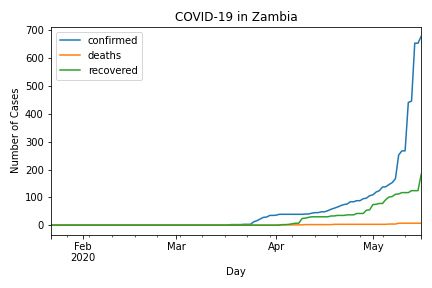 COVID-19 in Zambia
confirmed
deaths
recovered
Number of Cases
700
600
500
400
300
200
100
0
Feb
2020
Mar
Apr
May
Day